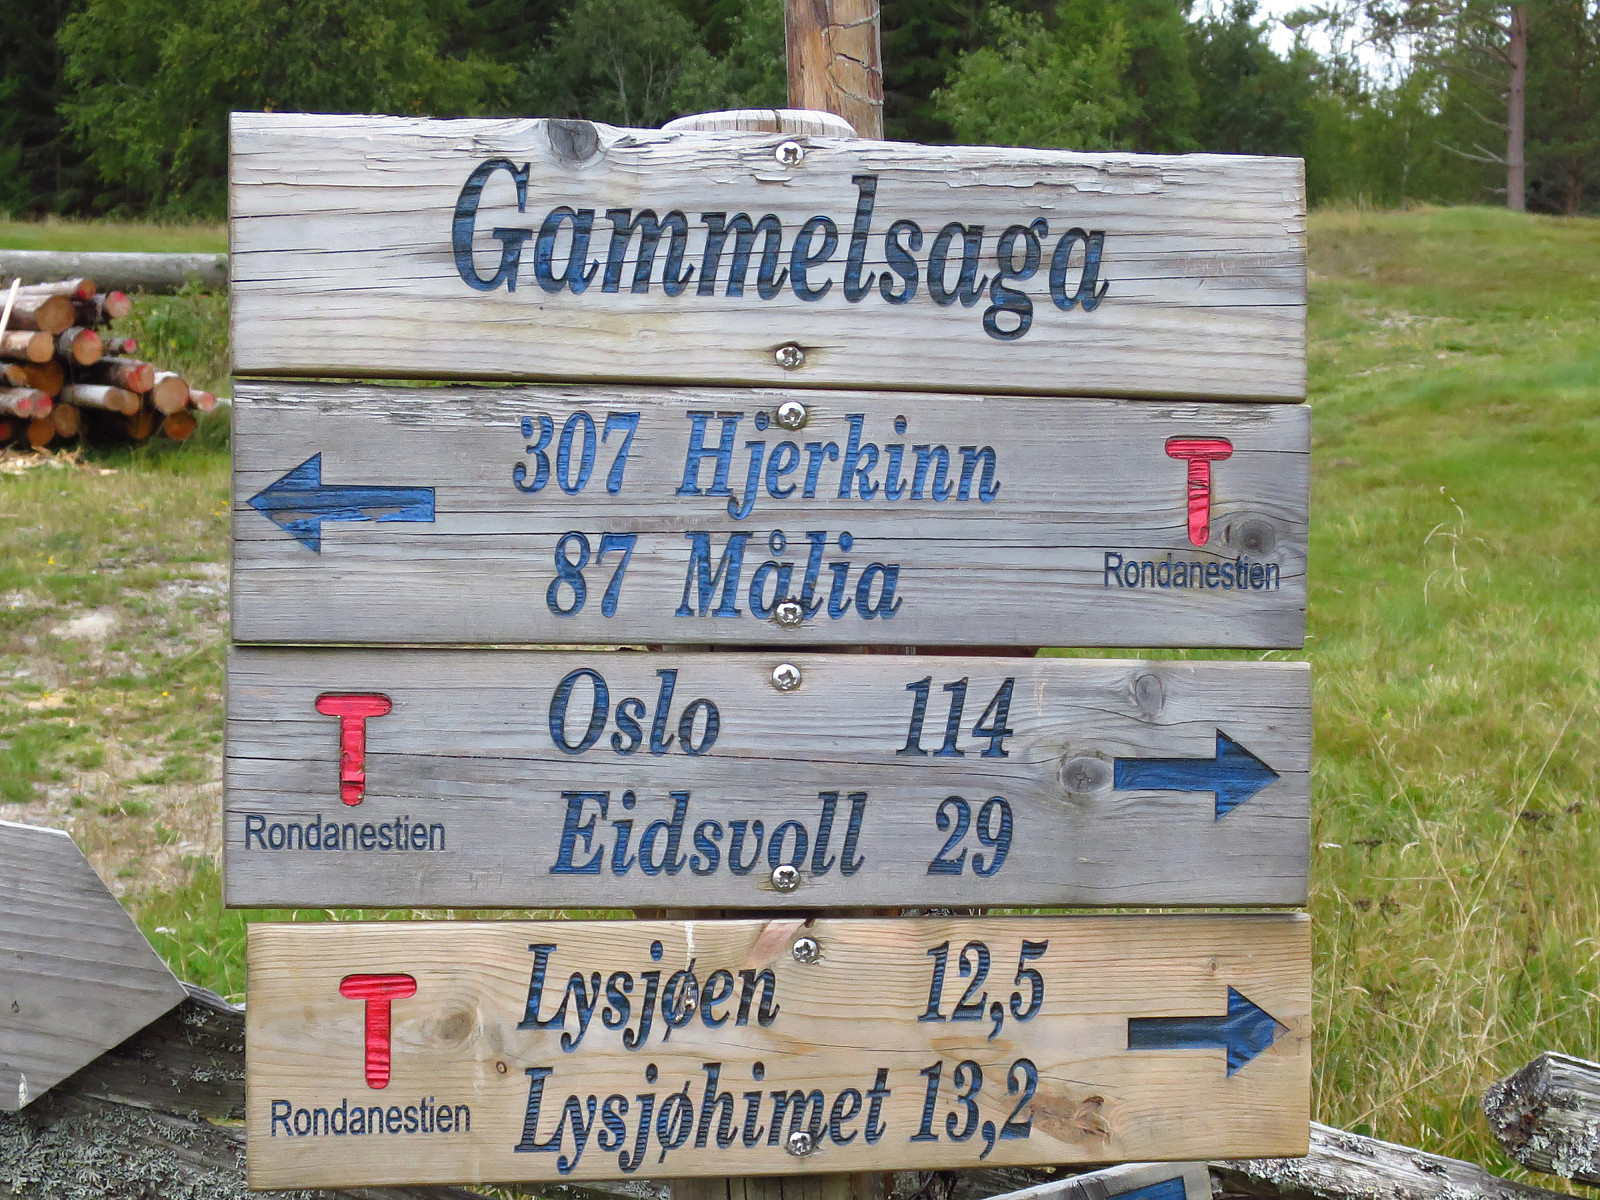 Gammelsaga
307 Hjerkinn
T
87 Målia
Rondanestien
T
Oslo 114
Eidsvoll 29
Rondanestien
T
Lysjøen 12,5
Lysjøhimet 13,2
Rondanestien